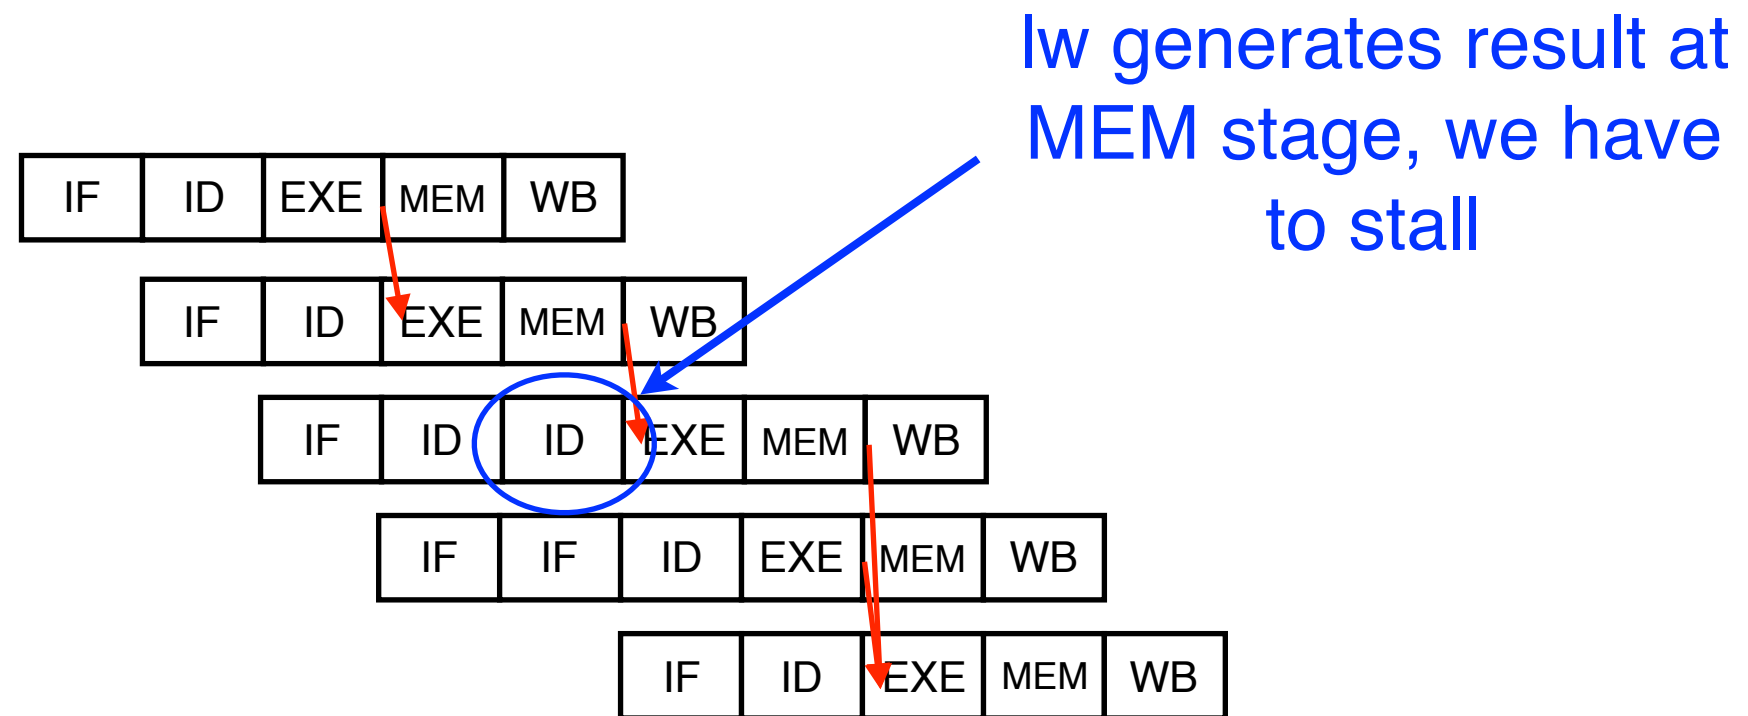 lw generates result at
MEM stage, we have
to stall
IF ID EXE MEM WB
IF ID EXE MEM WB
IF ID ID EXE MEM WB
IF IF ID EXE MEM WB
IF ID EXE MEM WB